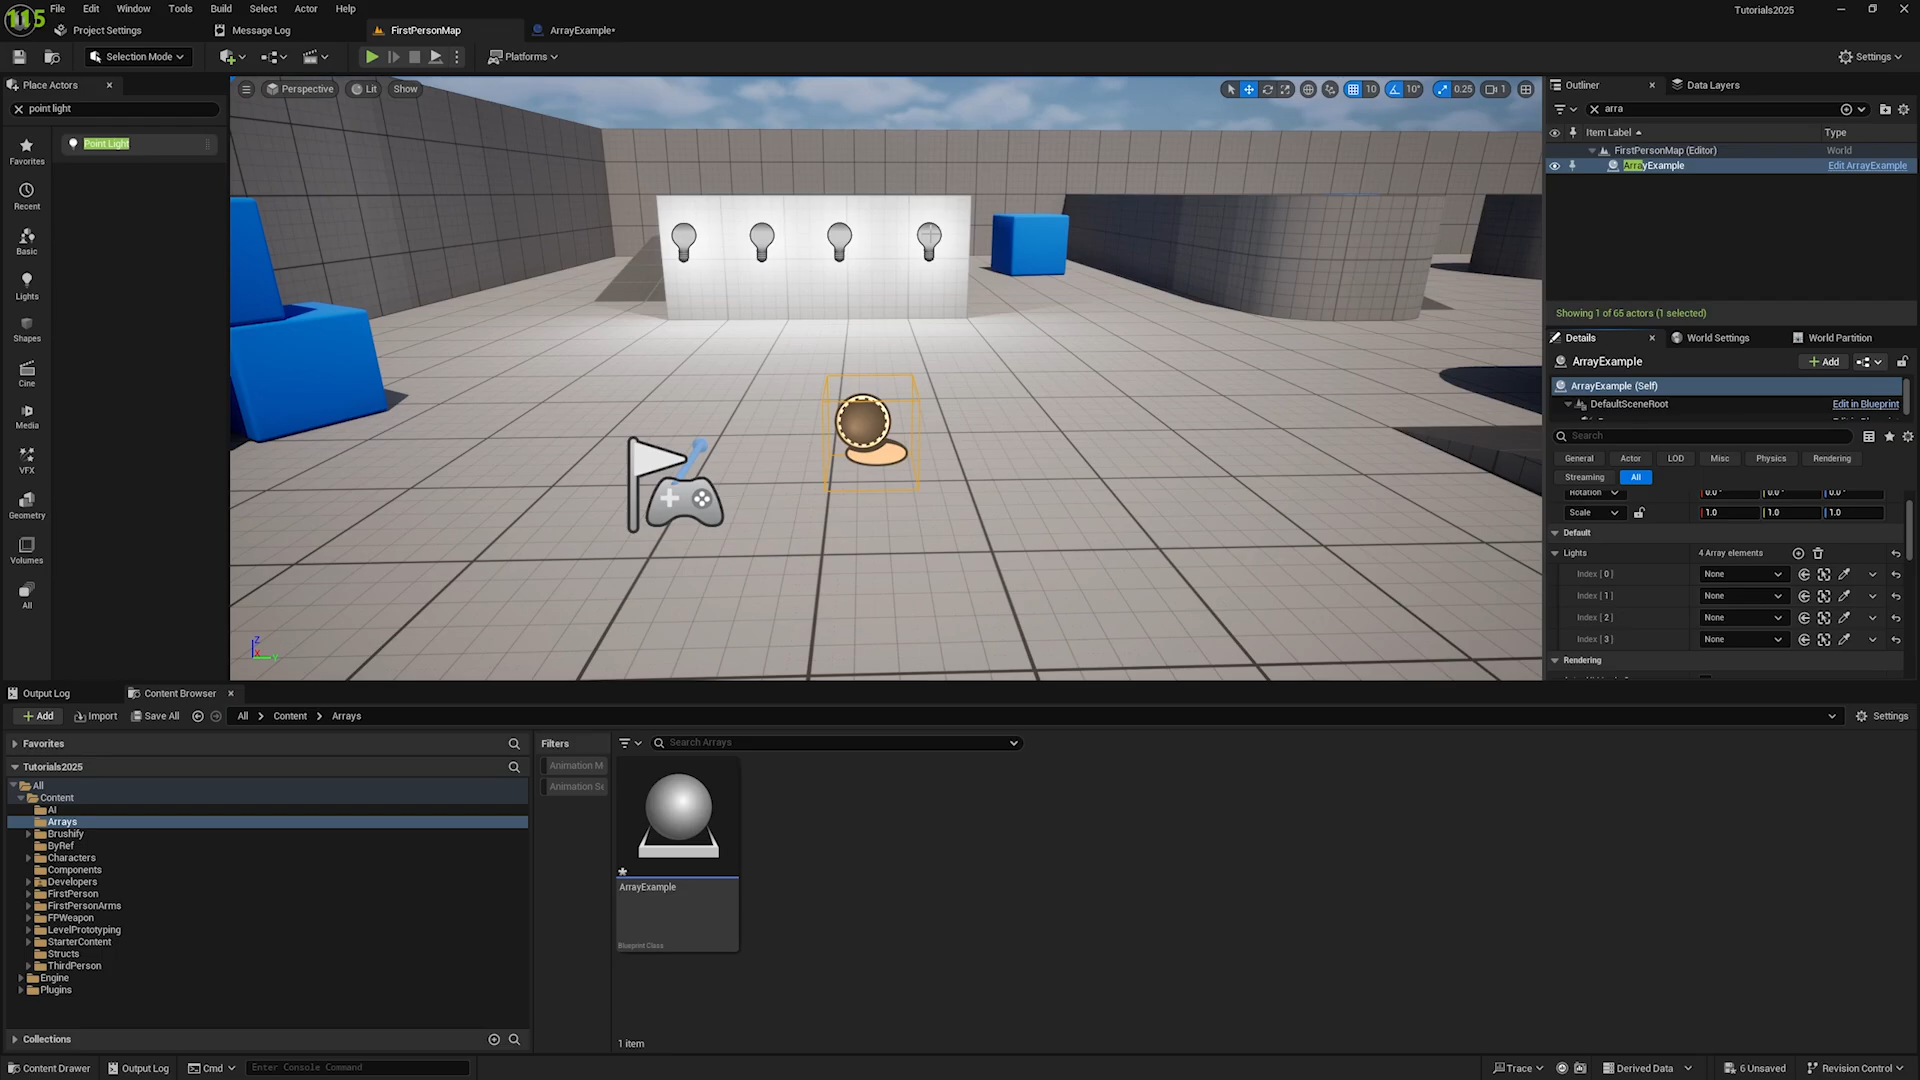 115
File
Edit
Window
Tools
Build
Select
Actor
Help
Tutorials2025
Project Settings
Message Log
FirstPersonMap
ArrayExample*
Selection Mode
Platforms
Settings
Place Actors
point light
Point Light
Favorites
Recent
Basic
Lights
Shapes
Cine
Media
VFX
Geometry
Volumes
All
Perspective
Lit
Show
10
10°
0.25
1
Z
X
Y
Outliner
Data Layers
arra
Item Label
Type
FirstPersonMap (Editor)
World
ArrayExample
Edit ArrayExample
Showing 1 of 65 actors (1 selected)
Details
World Settings
World Partition
ArrayExample
Add
ArrayExample (Self)
DefaultSceneRoot
Edit in Blueprint
Search
General
Actor
LOD
Misc
Physics
Rendering
Streaming
All
Rotation
0.0°
0.0°
0.0°
Scale
1.0
1.0
1.0
Default
Lights
4 Array elements
Index [ 0 ]
None
Index [ 1 ]
None
Index [ 2 ]
None
Index [ 3 ]
None
Rendering
Output Log
Content Browser
Add
Import
Save All
All
Content
Arrays
Settings
Favorites
Tutorials2025
All
Content
AI
Arrays
Brushify
ByRef
Characters
Components
Developers
FirstPerson
FirstPersonArms
FPWeapon
LevelPrototyping
StarterContent
Structs
ThirdPerson
Engine
Plugins
Collections
Filters
Animation M
Animation Se
Search Arrays
ArrayExample
Blueprint Class
1 item
Content Drawer
Output Log
Cmd
Enter Console Command
Trace
Derived Data
6 Unsaved
Revision Control